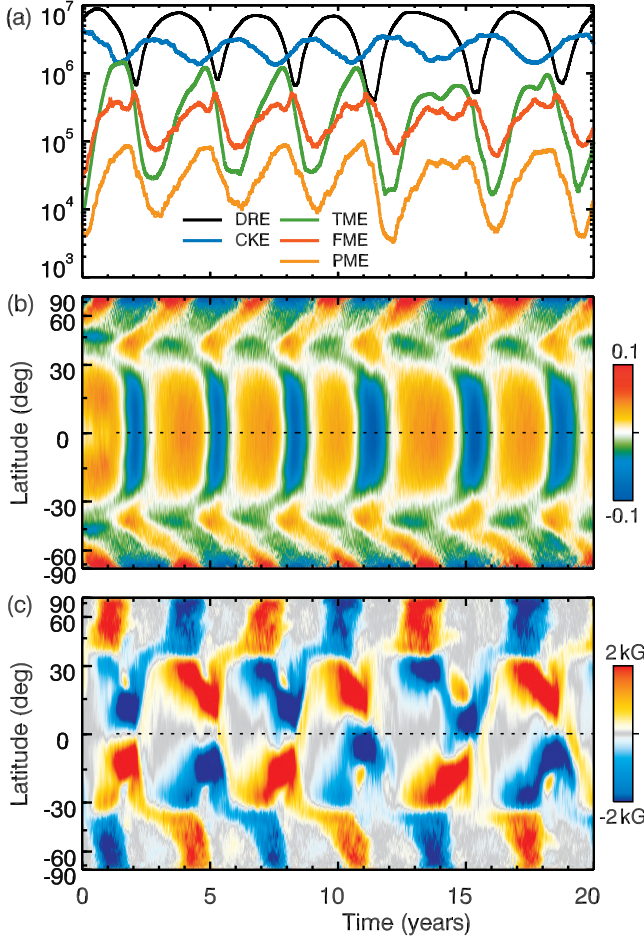 (a)
10^7
10^6
10^5
10^4
10^3
DRE
TME
CKE
FME
PME
(b)
90
60
30
0
-30
-60
-90
Latitude (deg)
0.1
-0.1
(c)
90
60
30
0
-30
-60
-90
Latitude (deg)
2 kG
-2 kG
0 5 10 15 20
Time (years)